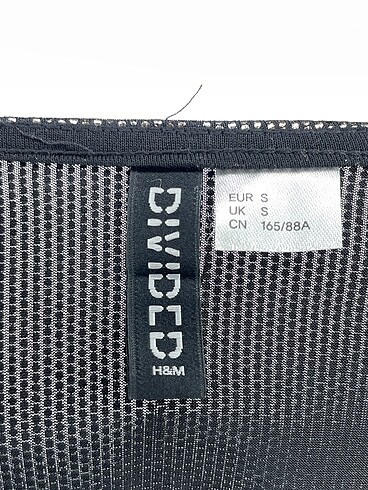 DIVIDED
H&M
EUR S
UK S
CN 165/88A